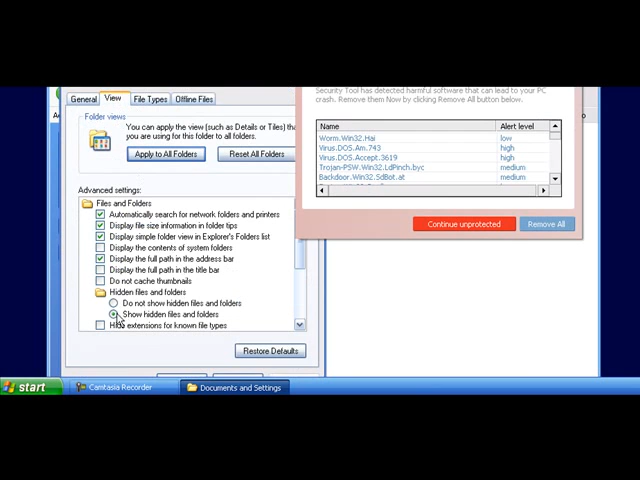 General
View
File Types
Offline Files
Folder views
You can apply the view (such as Details or Tiles) tha
you are using for this folder to all folders.
Apply to All Folders
Reset All Folders
Advanced settings:
Files and Folders
Automatically search for network folders and printers
Display file size information in folder tips
Display simple folder view in Explorer's Folders list
Display the contents of system folders
Display the full path in the address bar
Display the full path in the title bar
Do not cache thumbnails
Hidden files and folders
Do not show hidden files and folders
Show hidden files and folders
Hide extensions for known file types
Restore Defaults
Security Tool has detected harmful software that can lead to your PC
crash. Remove them Now by clicking Remove All button below.
Name Alert level
Worm.Win32.Hai low
Virus.DOS.Am.743 high
Virus.DOS.Accept.3619 high
Trojan-PSW.Win32.LdPinch.byc medium
Backdoor.Win32.SdBot.at medium
Continue unprotected
Remove All
start
Camtasia Recorder
Documents and Settings